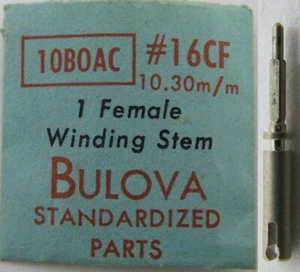 10BOAC #16CF
10.30m/m
1 Female
Winding Stem
BULOVA
STANDARDIZED
PARTS